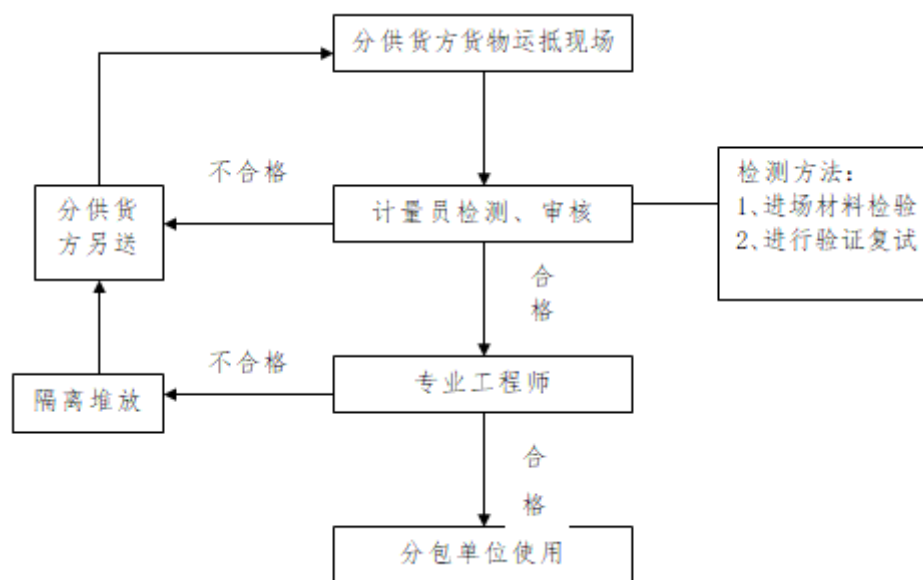 分供货方货物运抵现场
不合格
检测方法：
1、进场材料检验
2、进行验证复试
分供货
方另送
计量员检测、审核
合
格
不合格
隔离堆放
专业工程师
合
格
分包单位使用